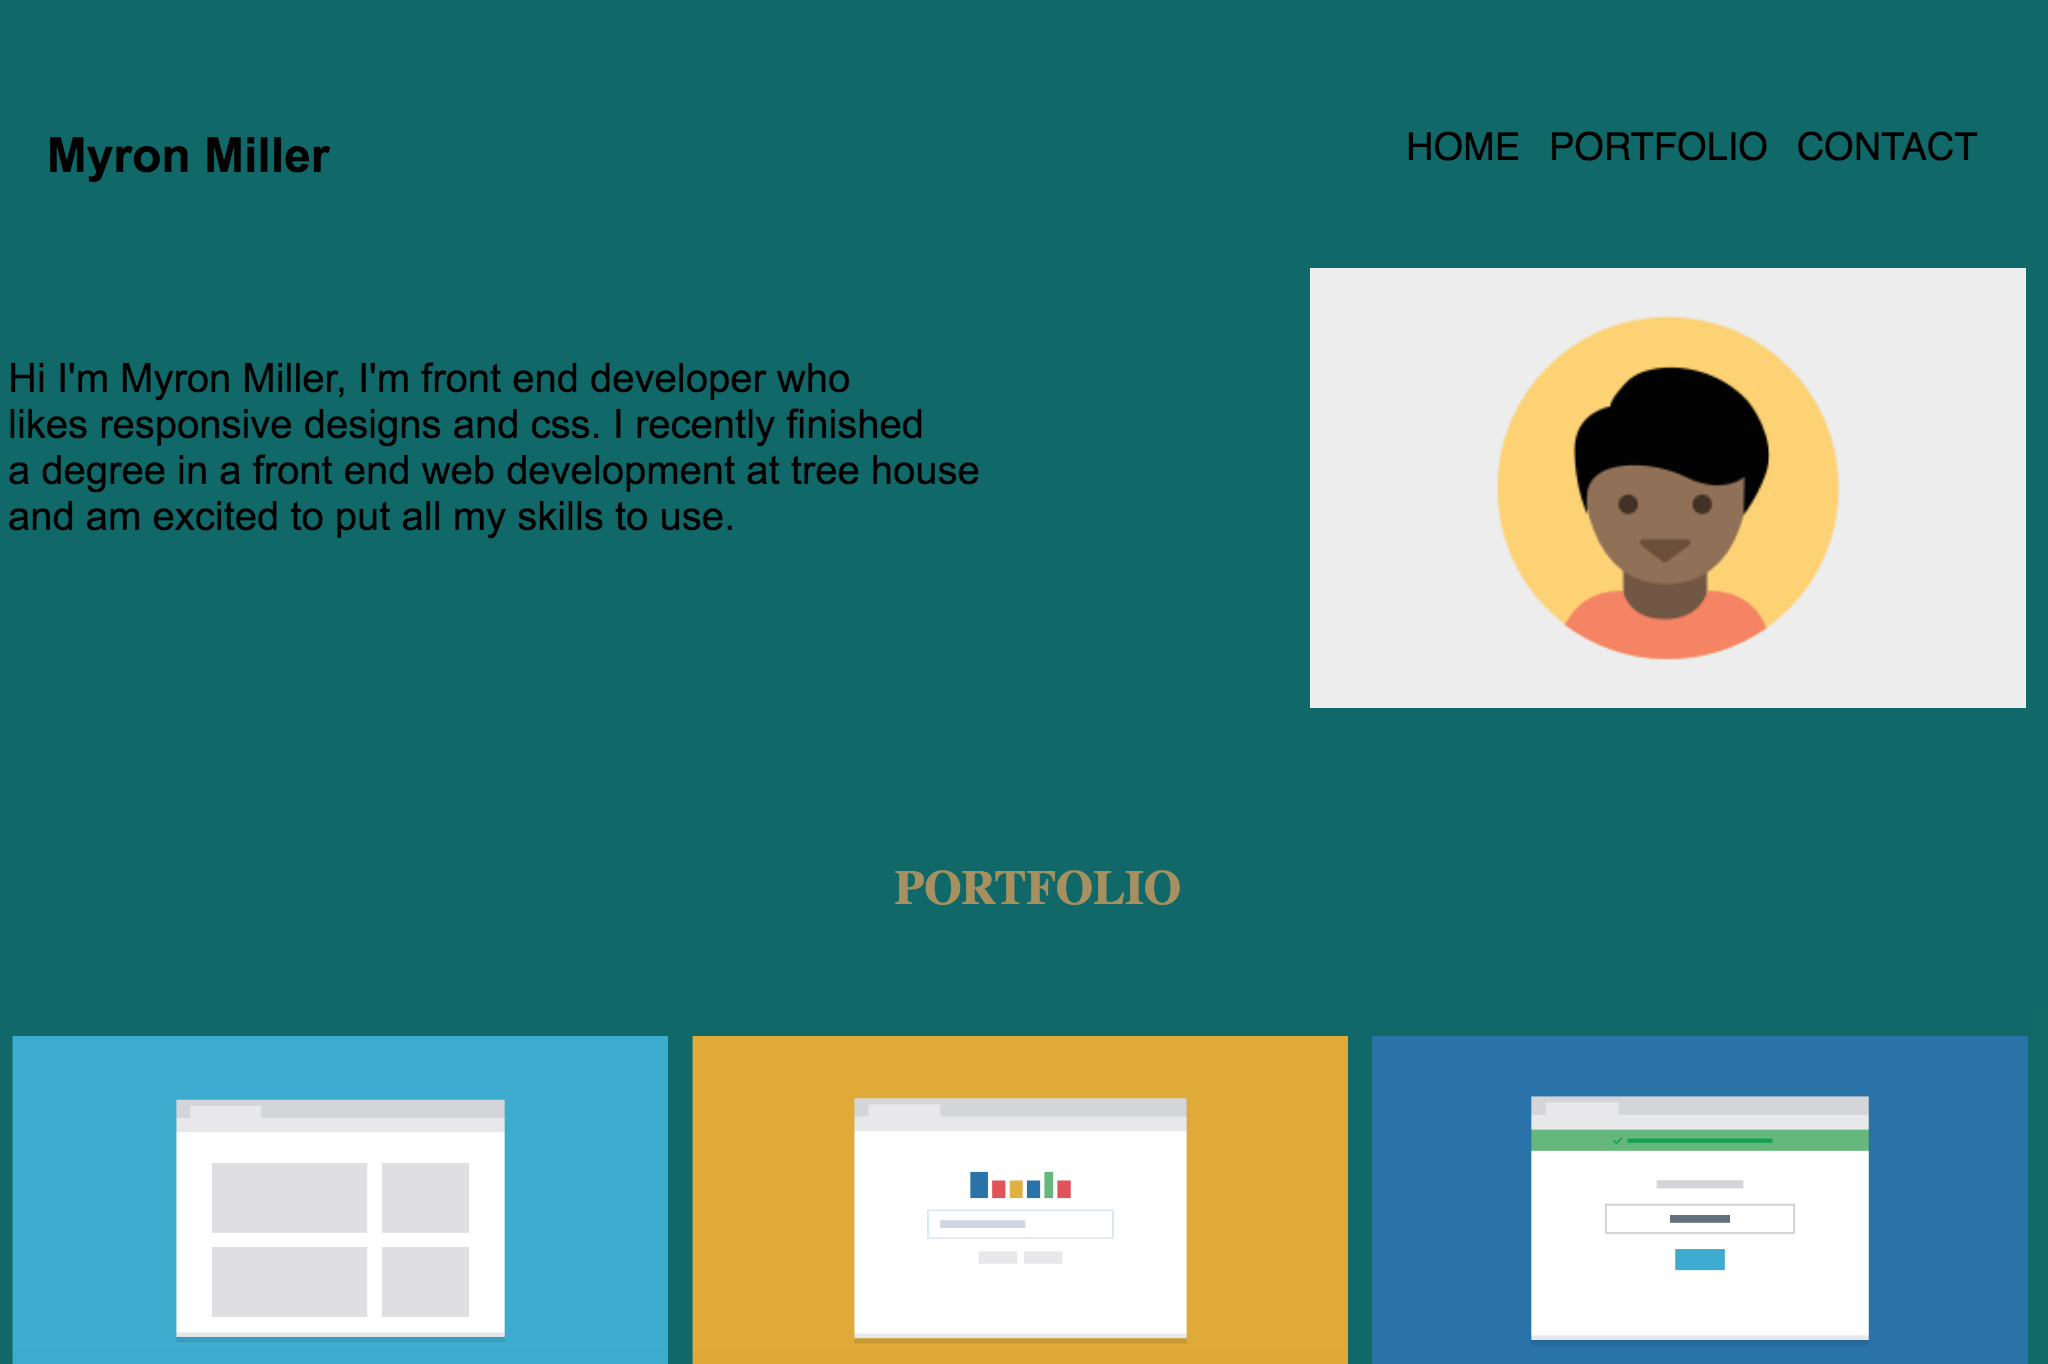 Myron Miller
HOME PORTFOLIO CONTACT
Hi I'm Myron Miller, I'm front end developer who
likes responsive designs and css. I recently finished
a degree in a front end web development at tree house
and am excited to put all my skills to use.
PORTFOLIO